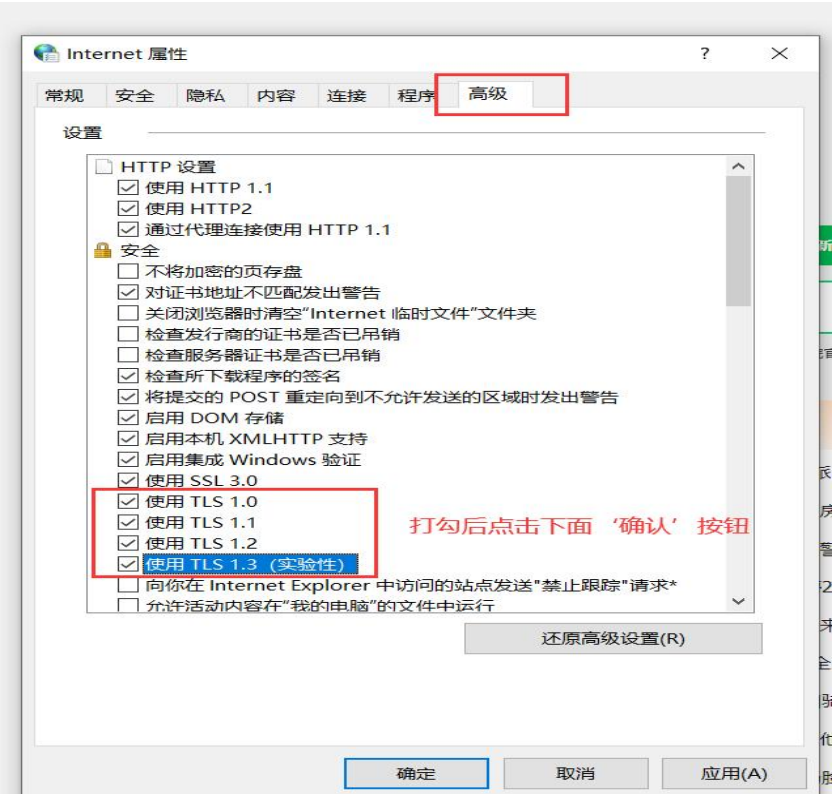 Internet 属性
?
常规 安全 隐私 内容 连接 程序 高级
设置
HTTP 设置
使用 HTTP 1.1
使用 HTTP2
通过代理连接使用 HTTP 1.1
安全
不将加密的页存盘
对证书地址不匹配发出警告
关闭浏览器时清空"Internet 临时文件"文件夹
检查发行商的证书是否已吊销
检查服务器证书是否已吊销
检查所下载程序的签名
将提交的 POST 重定向到不允许发送的区域时发出警告
启用 DOM 存储
启用本机 XMLHTTP 支持
启用集成 Windows 验证
使用 SSL 3.0
使用 TLS 1.0
使用 TLS 1.1
使用 TLS 1.2
使用 TLS 1.3（实验性）
打勾后点击下面‘确认’按钮
向你在 Internet Explorer 中访问的站点发送"禁止跟踪"请求*
允许活动内容在"我的电脑"的文件中运行
还原高级设置(R)
确定 取消 应用(A)